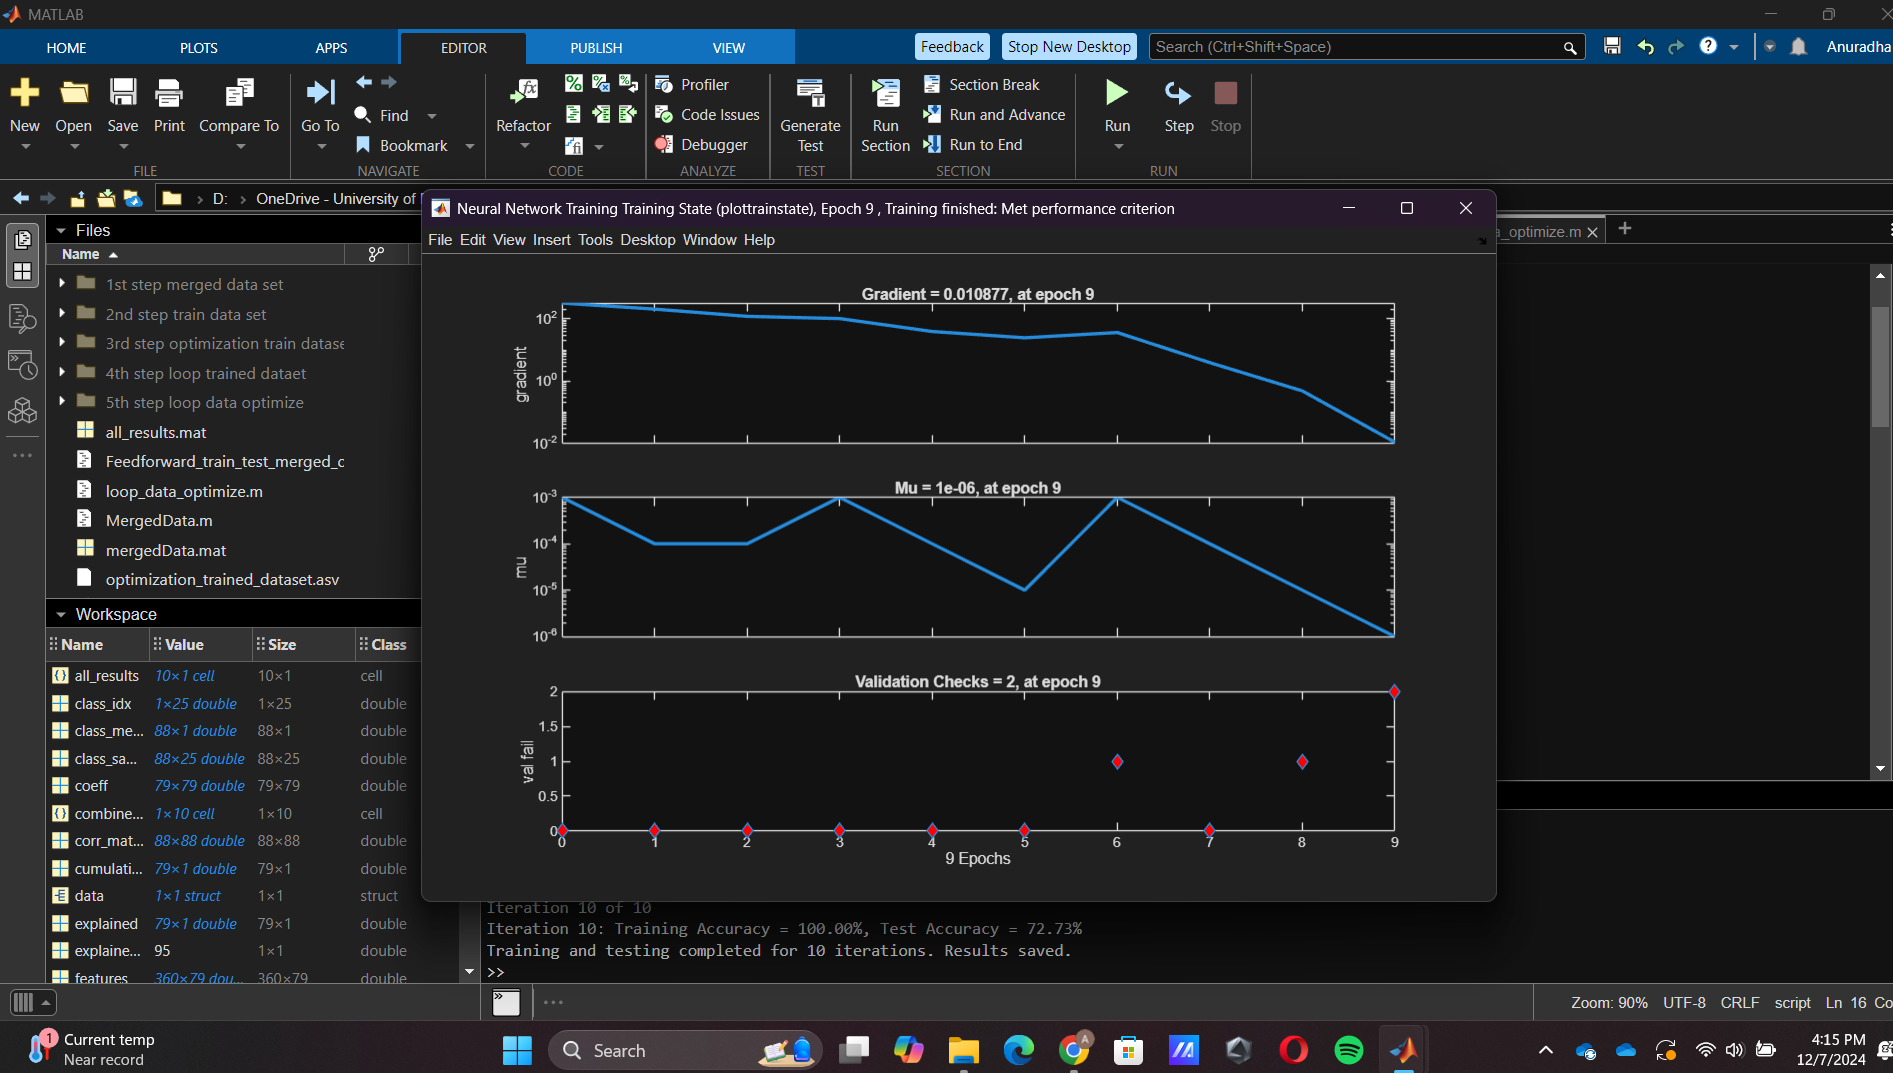 MATLAB
HOME PLOTS APPS EDITOR PUBLISH VIEW Feedback Stop New Desktop Search (Ctrl+Shift+Space) Anuradha
New Open Save Print Compare To Go To Find Bookmark Refactor Profiler Code Issues Debugger Generate Test Run Section Section Break Run and Advance Run to End Run Step Stop
FILE NAVIGATE CODE ANALYZE TEST SECTION RUN
D: OneDrive - University of
Files
Name
1st step merged data set
2nd step train data set
3rd step optimization train datase
4th step loop trained dataet
5th step loop data optimize
all_results.mat
Feedforward_train_test_merged_c
loop_data_optimize.m
MergedData.m
mergedData.mat
optimization_trained_dataset.asv
Workspace
Name Value Size Class
all_results 10×1 cell 10×1 cell
class_idx 1×25 double 1×25 double
class_me... 88×1 double 88×1 double
class_sa... 88×25 double 88×25 double
coeff 79×79 double 79×79 double
combine... 1×10 cell 1×10 cell
corr_mat... 88×88 double 88×88 double
cumulati... 79×1 double 79×1 double
data 1×1 struct 1×1 struct
explained 79×1 double 79×1 double
explaine... 95 1×1 double
features 360×79 dou... 360×79 double
_optimize.m
Neural Network Training Training State (plottrainstate), Epoch 9 , Training finished: Met performance criterion
File Edit View Insert Tools Desktop Window Help
Gradient = 0.010877, at epoch 9
gradient
10²
10⁰
10⁻²
Mu = 1e-06, at epoch 9
mu
10⁻³
10⁻⁴
10⁻⁵
10⁻⁶
Validation Checks = 2, at epoch 9
val fail
2
1.5
1
0.5
0
0 1 2 3 4 5 6 7 8 9
9 Epochs
Iteration 10 of 10
Iteration 10: Training Accuracy = 100.00%, Test Accuracy = 72.73%
Training and testing completed for 10 iterations. Results saved.
>>
Zoom: 90% UTF-8 CRLF script Ln 16 Co
1
Current temp
Near record
Search
A
4:15 PM
12/7/2024